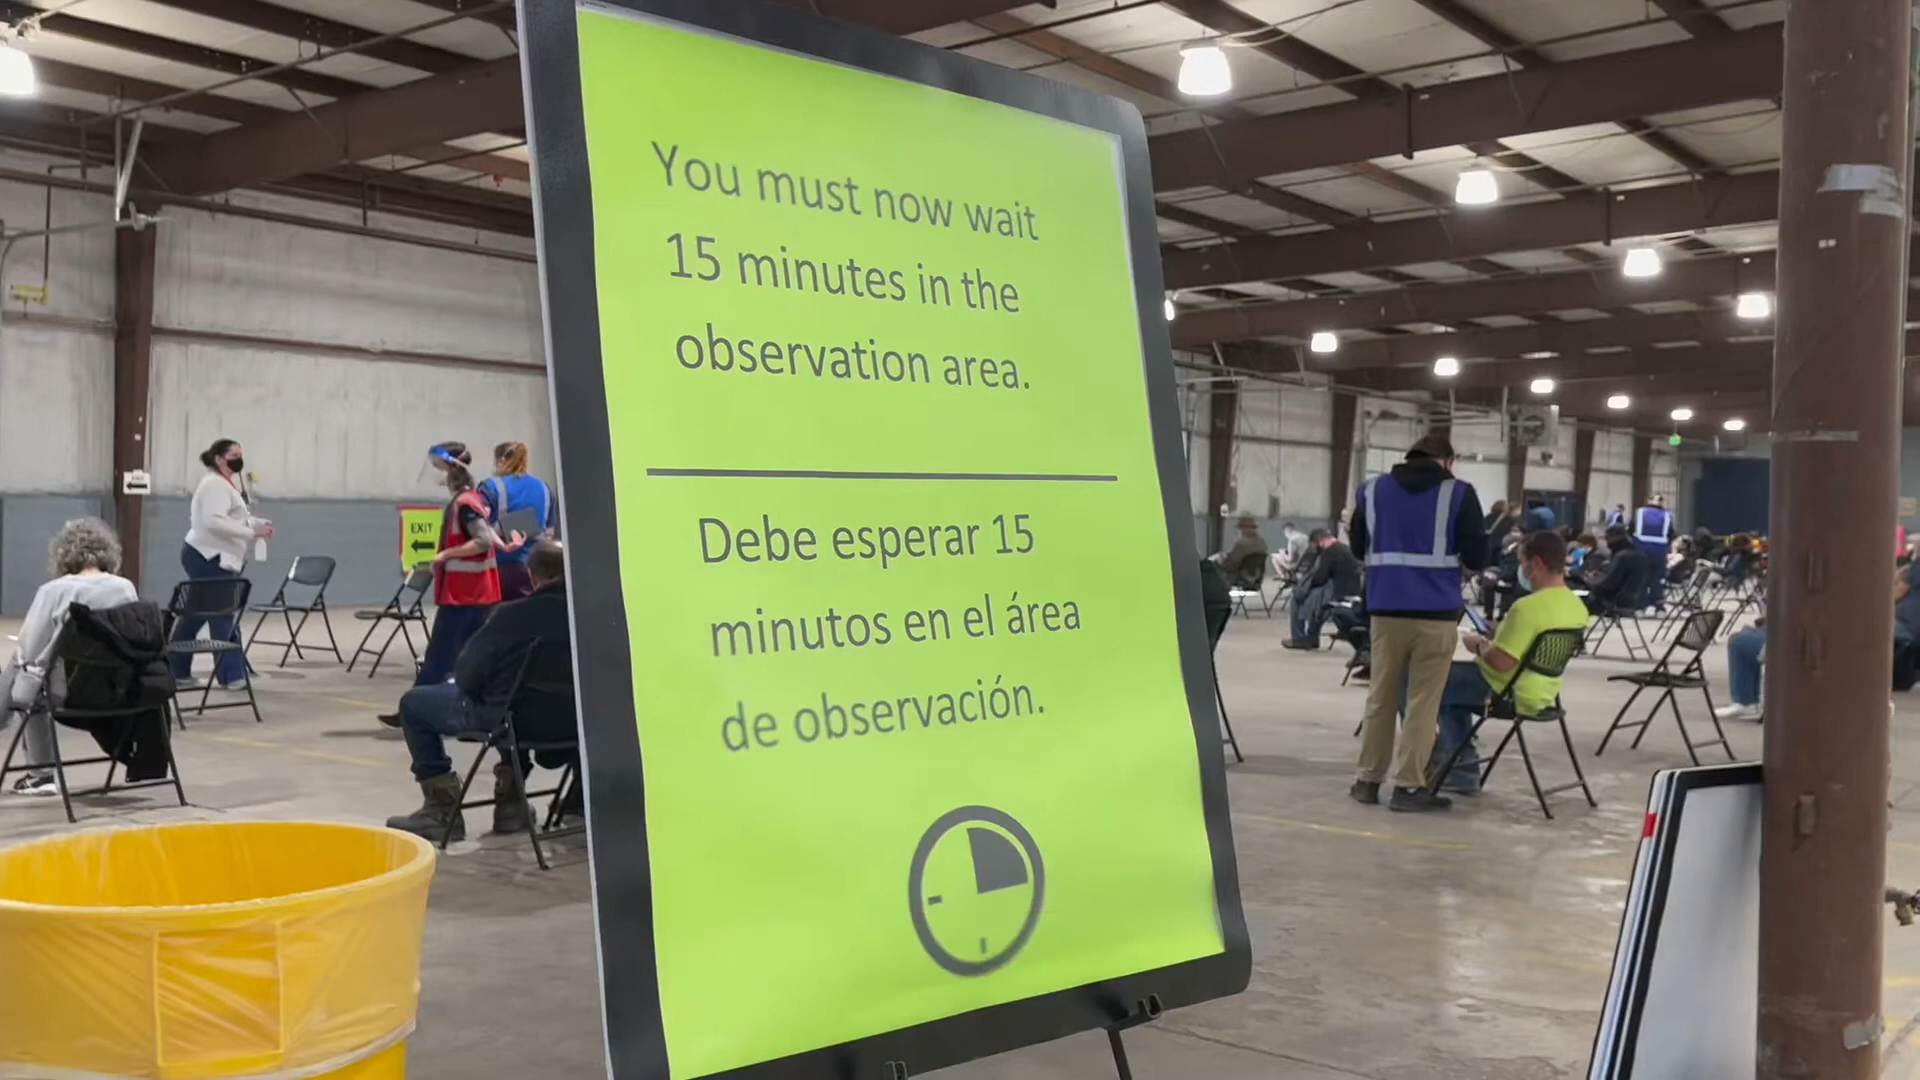 You must now wait
15 minutes in the
observation area.
Debe esperar 15
minutos en el área
de observación.
EXIT